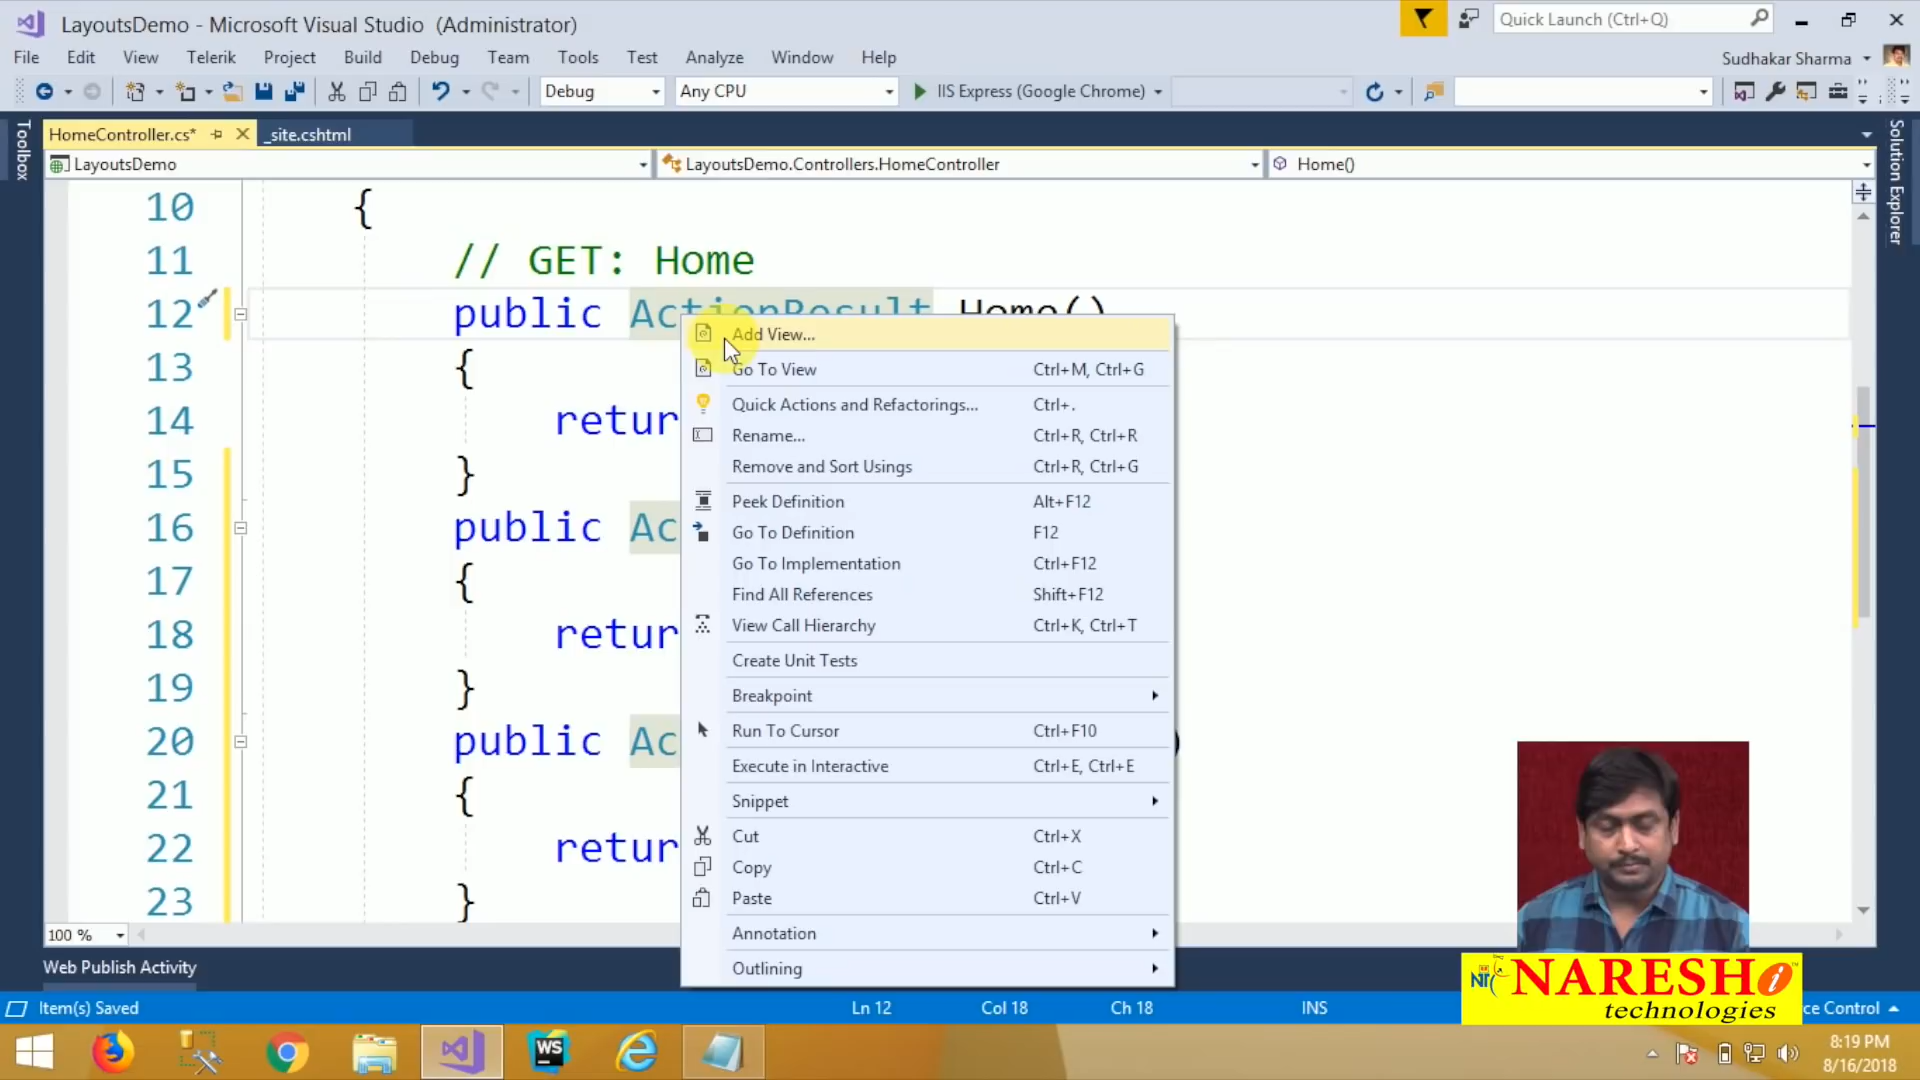 LayoutsDemo - Microsoft Visual Studio (Administrator)
Quick Launch (Ctrl+Q)
File Edit View Telerik Project Build Debug Team Tools Test Analyze Window Help
Sudhakar Sharma
Debug Any CPU IIS Express (Google Chrome)
Toolbox
HomeController.cs* _site.cshtml
Solution Explorer
LayoutsDemo LayoutsDemo.Controllers.HomeController Home()
10 {
11 // GET: Home
12 public ActionResult Home()
13 {
14 retur
15 }
16 public Ac
17 {
18 retur
19 }
20 public Ac )
21 {
22 retur
23 }
Add View...
Go To View Ctrl+M, Ctrl+G
Quick Actions and Refactorings... Ctrl+.
Rename... Ctrl+R, Ctrl+R
Remove and Sort Usings Ctrl+R, Ctrl+G
Peek Definition Alt+F12
Go To Definition F12
Go To Implementation Ctrl+F12
Find All References Shift+F12
View Call Hierarchy Ctrl+K, Ctrl+T
Create Unit Tests
Breakpoint
Run To Cursor Ctrl+F10
Execute in Interactive Ctrl+E, Ctrl+E
Snippet
Cut Ctrl+X
Copy Ctrl+C
Paste Ctrl+V
Annotation
Outlining
100 %
Web Publish Activity
Item(s) Saved Ln 12 Col 18 Ch 18 INS ce Control
NARESH i
technologies
WS
8:19 PM
8/16/2018